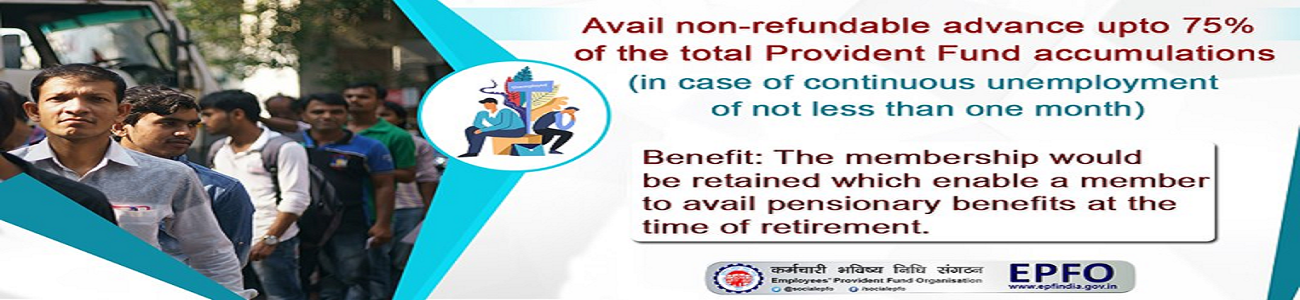 Avail non-refundable advance upto 75%
of the total Provident Fund accumulations
(in case of continuous unemployment
of not less than one month)
Benefit: The membership would
be retained which enable a member
to avail pensionary benefits at the
time of retirement.
कर्मचारी भविष्य निधि संगठन
Employees' Provident Fund Organisation
@socialepfo /socialepfo
EPFO
www.epfindia.gov.in